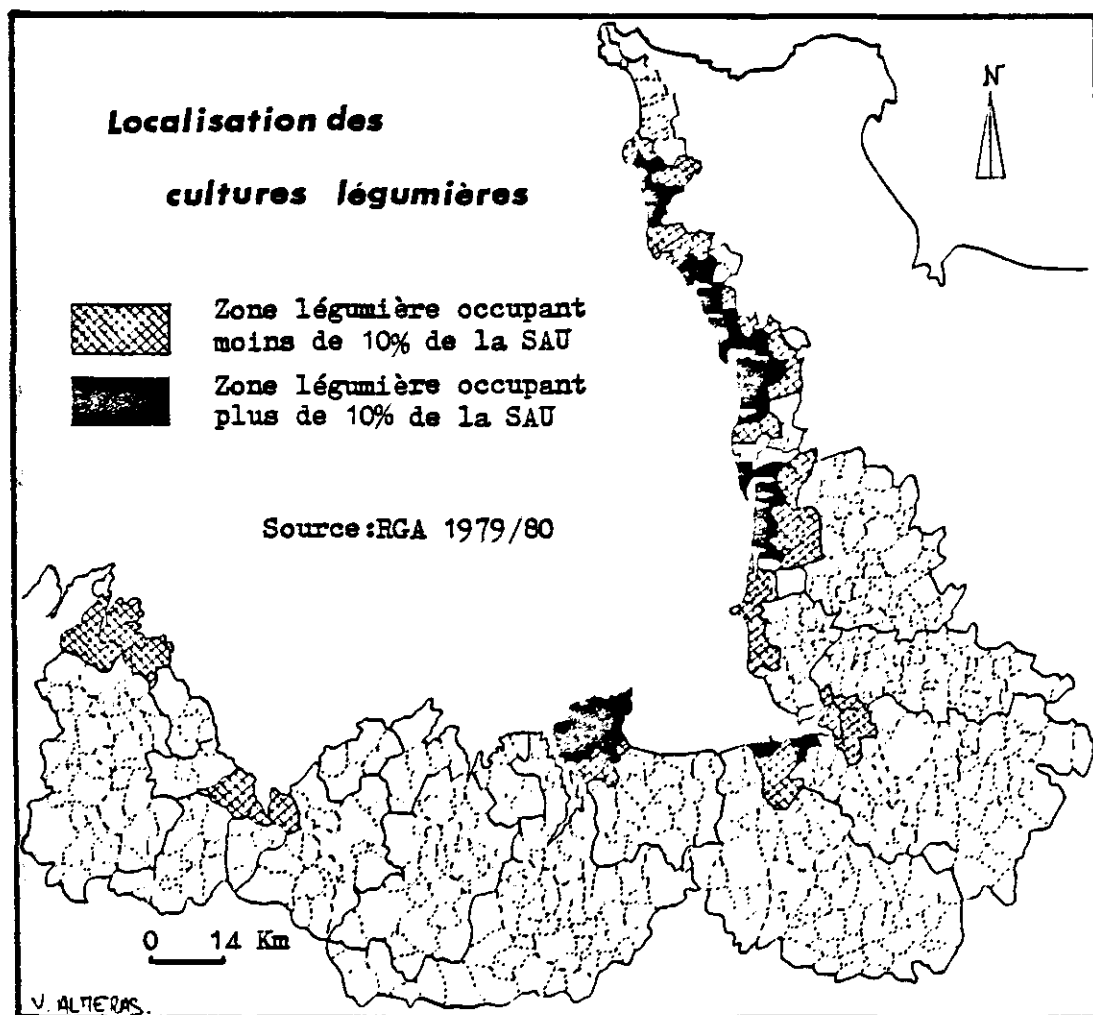 Localisation des
cultures légumières
N
Zone légumière occupant
moins de 10% de la SAU
Zone légumière occupant
plus de 10% de la SAU
Source:RGA 1979/80
0 14 Km
V. ALTERAS.